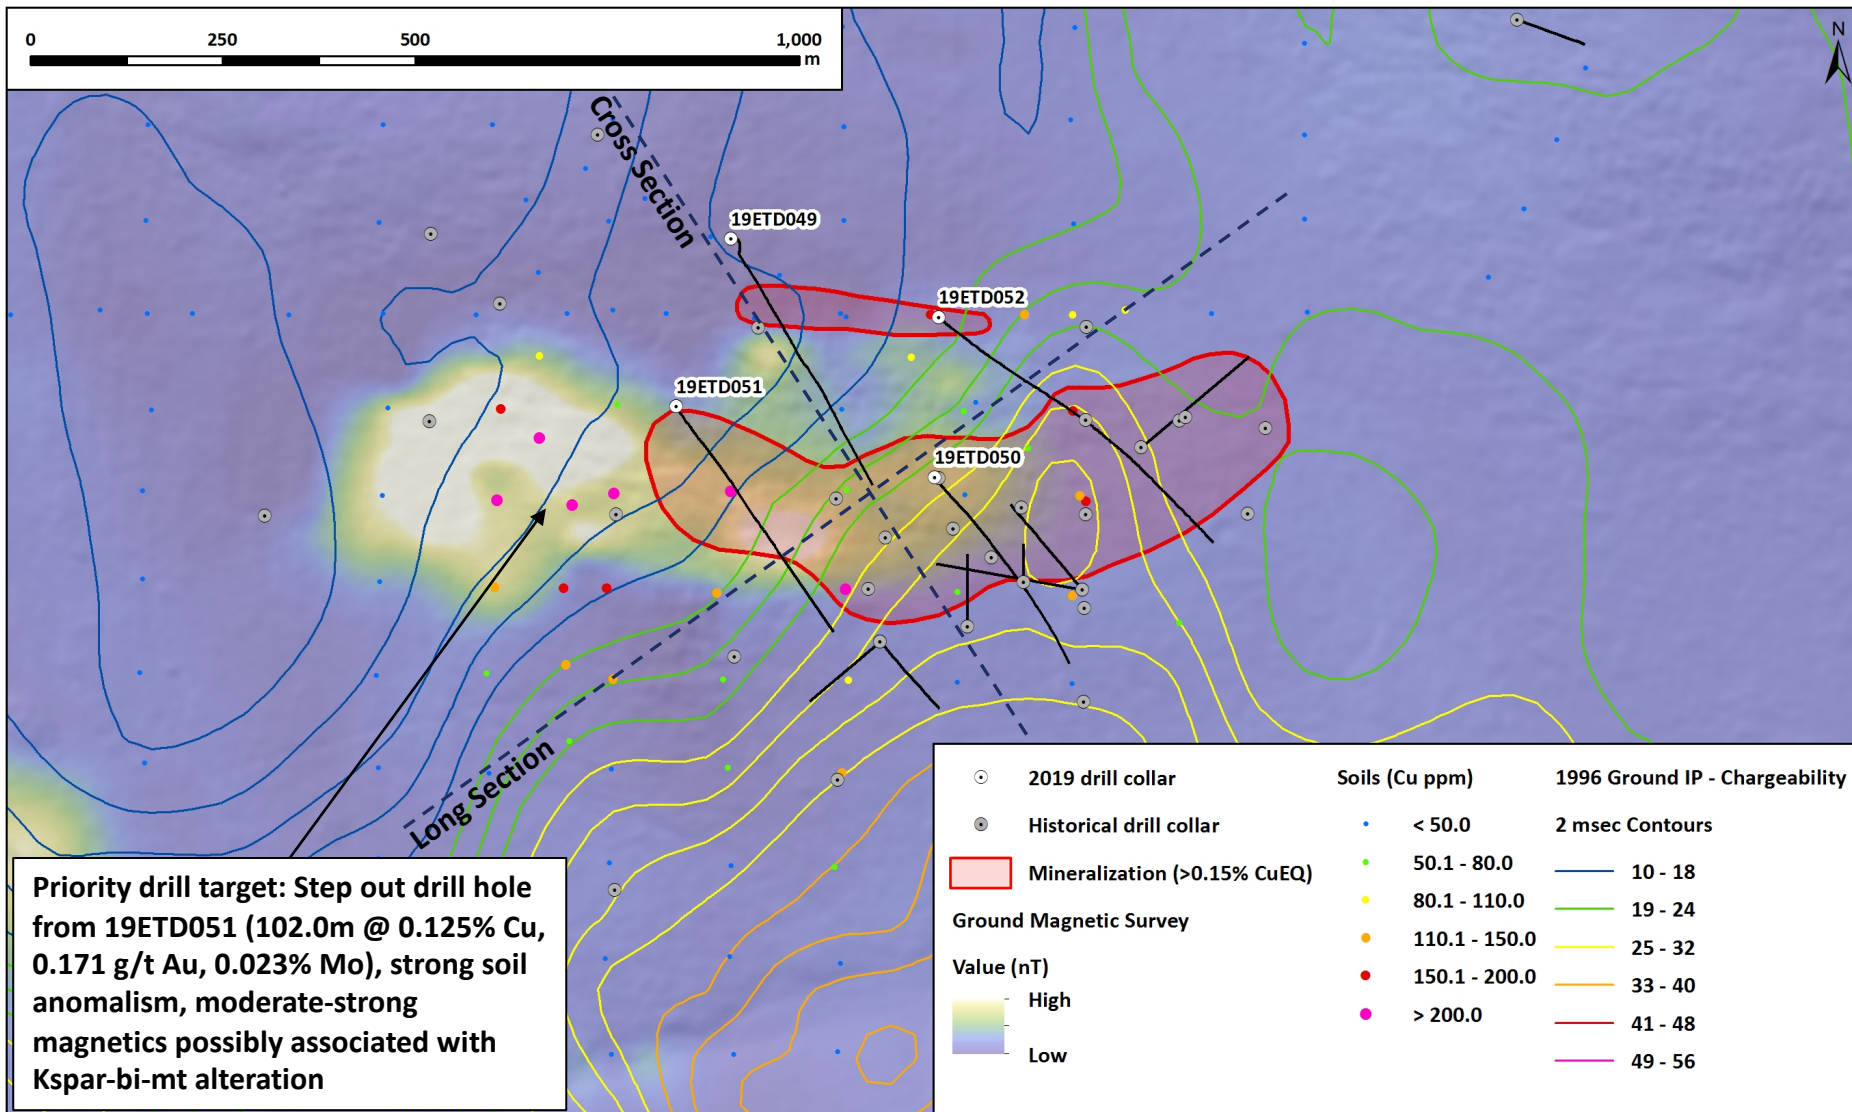 0 250 500 1,000
m
N
Cross Section
19ETD049
19ETD052
19ETD051
19ETD050
Long Section
Priority drill target: Step out drill hole
from 19ETD051 (102.0m @ 0.125% Cu,
0.171 g/t Au, 0.023% Mo), strong soil
anomalism, moderate-strong
magnetics possibly associated with
Kspar-bi-mt alteration
2019 drill collar
Historical drill collar
Mineralization (>0.15% CuEQ)
Ground Magnetic Survey
Value (nT)
High
Low
Soils (Cu ppm)
< 50.0
50.1 - 80.0
80.1 - 110.0
110.1 - 150.0
150.1 - 200.0
> 200.0
1996 Ground IP - Chargeability
2 msec Contours
10 - 18
19 - 24
25 - 32
33 - 40
41 - 48
49 - 56